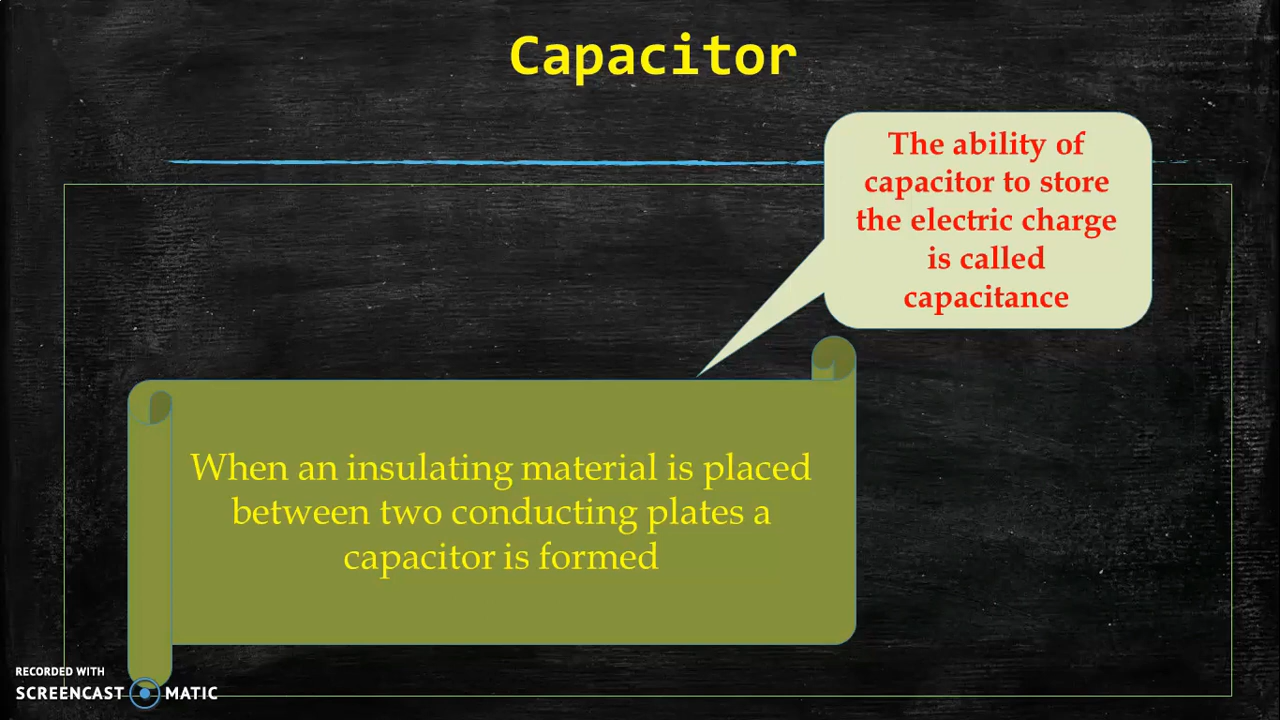 Capacitor
The ability of
capacitor to store
the electric charge
is called
capacitance
When an insulating material is placed
between two conducting plates a
capacitor is formed
RECORDED WITH
SCREENCAST MATIC